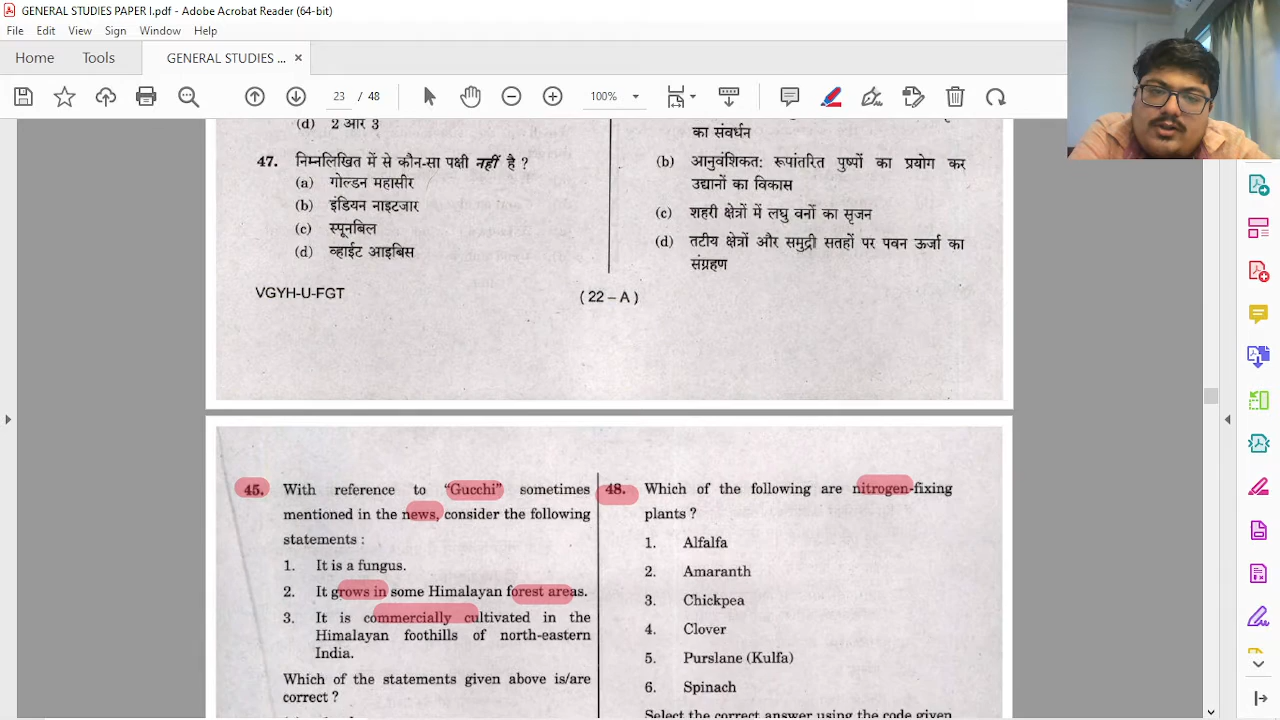 GENERAL STUDIES PAPER I.pdf - Adobe Acrobat Reader (64-bit)
File Edit View Sign Window Help
Home Tools GENERAL STUDIES ... ×
23 / 48 100%
(d) 2 और 3
47. निम्नलिखित में से कौन-सा पक्षी नहीं है ?
(a) गोल्डन महासीर
(b) इंडियन नाइटजार
(c) स्पूनबिल
(d) व्हाईट आइबिस
का संवर्धन
(b) आनुवंशिकत: रूपांतरित पुष्पों का प्रयोग कर
उद्यानों का विकास
(c) शहरी क्षेत्रों में लघु वनों का सृजन
(d) तटीय क्षेत्रों और समुद्री सतहों पर पवन ऊर्जा का
संग्रहण
VGYH-U-FGT
( 22 – A )
45. With reference to “Gucchi” sometimes
mentioned in the news, consider the following
statements :
1. It is a fungus.
2. It grows in some Himalayan forest areas.
3. It is commercially cultivated in the
Himalayan foothills of north-eastern
India.
Which of the statements given above is/are
correct ?
48. Which of the following are nitrogen-fixing
plants ?
1. Alfalfa
2. Amaranth
3. Chickpea
4. Clover
5. Purslane (Kulfa)
6. Spinach
Select the correct answer using the code given